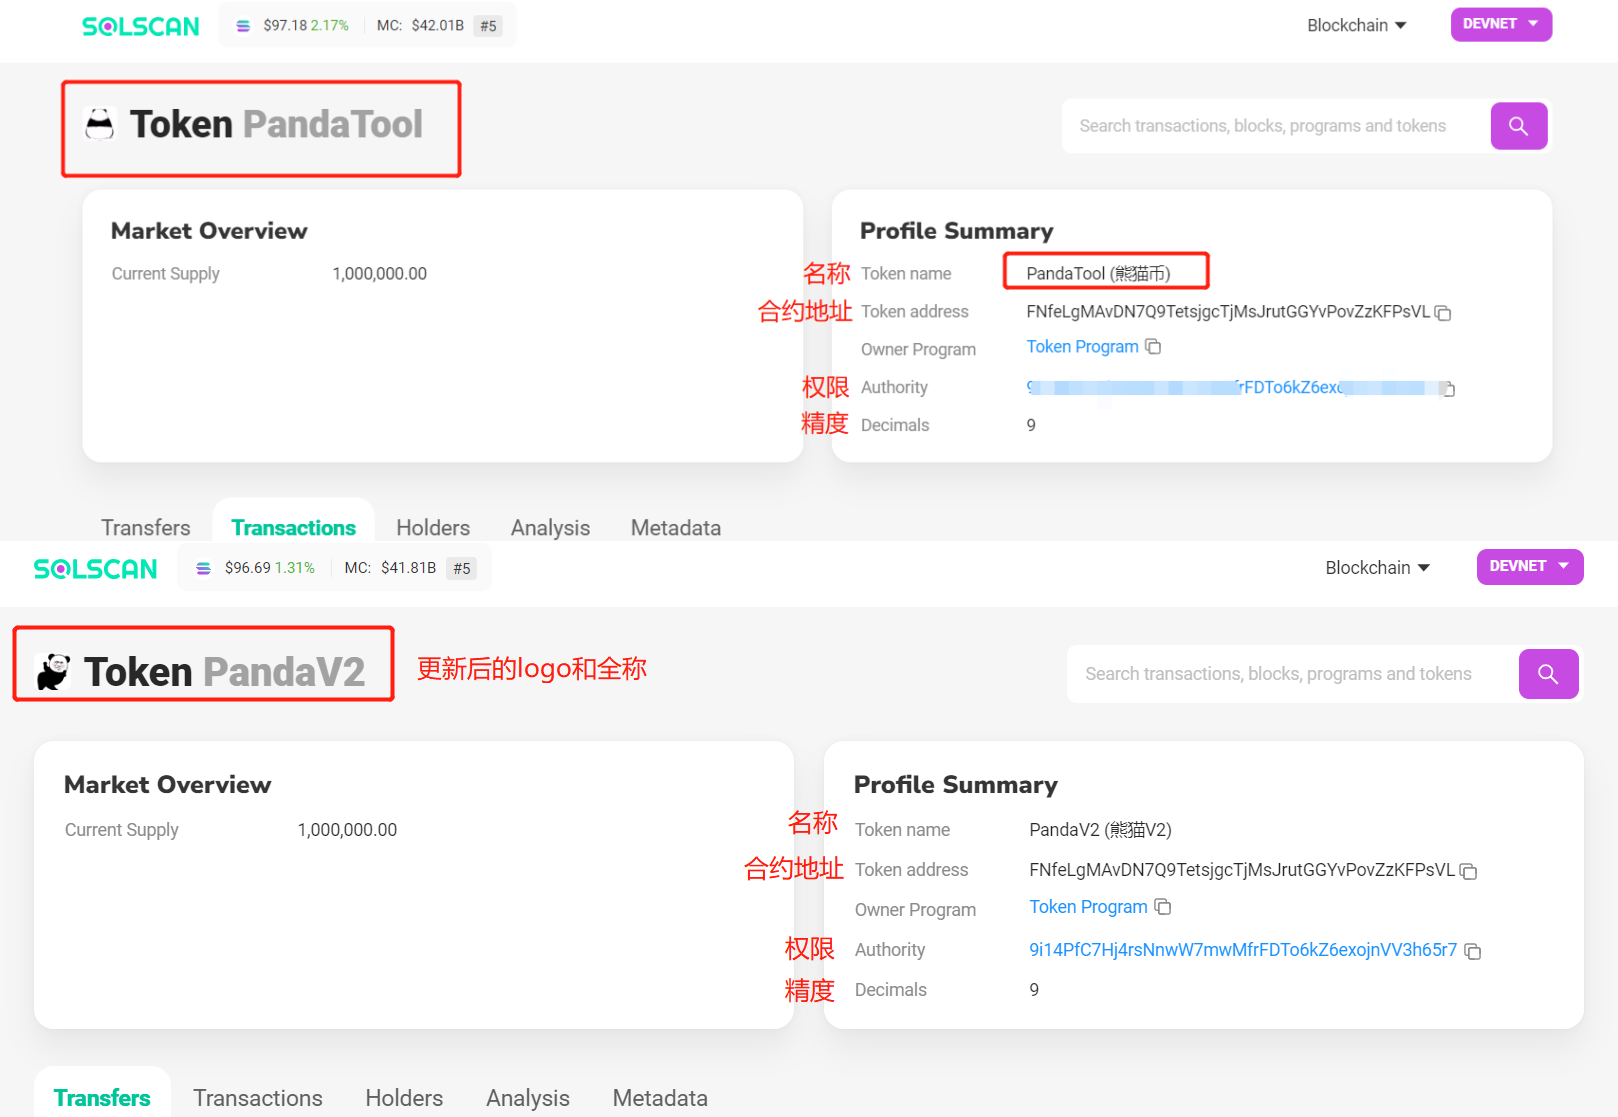 SOLSCAN $97.18 2.17% MC: $42.01B #5 Blockchain DEVNET
Token PandaTool
Search transactions, blocks, programs and tokens
Market Overview
Current Supply 1,000,000.00
Profile Summary
名称 Token name PandaTool (熊猫币)
合约地址 Token address FNfeLgMAvDN7Q9TetsjgcTjMsJrutGGYvPovZzKFPsVL
Owner Program Token Program
权限 Authority 9 rFDTo6kZ6exo
精度 Decimals 9
Transfers Transactions Holders Analysis Metadata
SOLSCAN $96.69 1.31% MC: $41.81B #5 Blockchain DEVNET
Token PandaV2 更新后的logo和全称
Search transactions, blocks, programs and tokens
Market Overview
Current Supply 1,000,000.00
Profile Summary
名称 Token name PandaV2 (熊猫V2)
合约地址 Token address FNfeLgMAvDN7Q9TetsjgcTjMsJrutGGYvPovZzKFPsVL
Owner Program Token Program
权限 Authority 9i14PfC7Hj4rsNnwW7mwMfrFDTo6kZ6exojnVV3h65r7
精度 Decimals 9
Transfers Transactions Holders Analysis Metadata